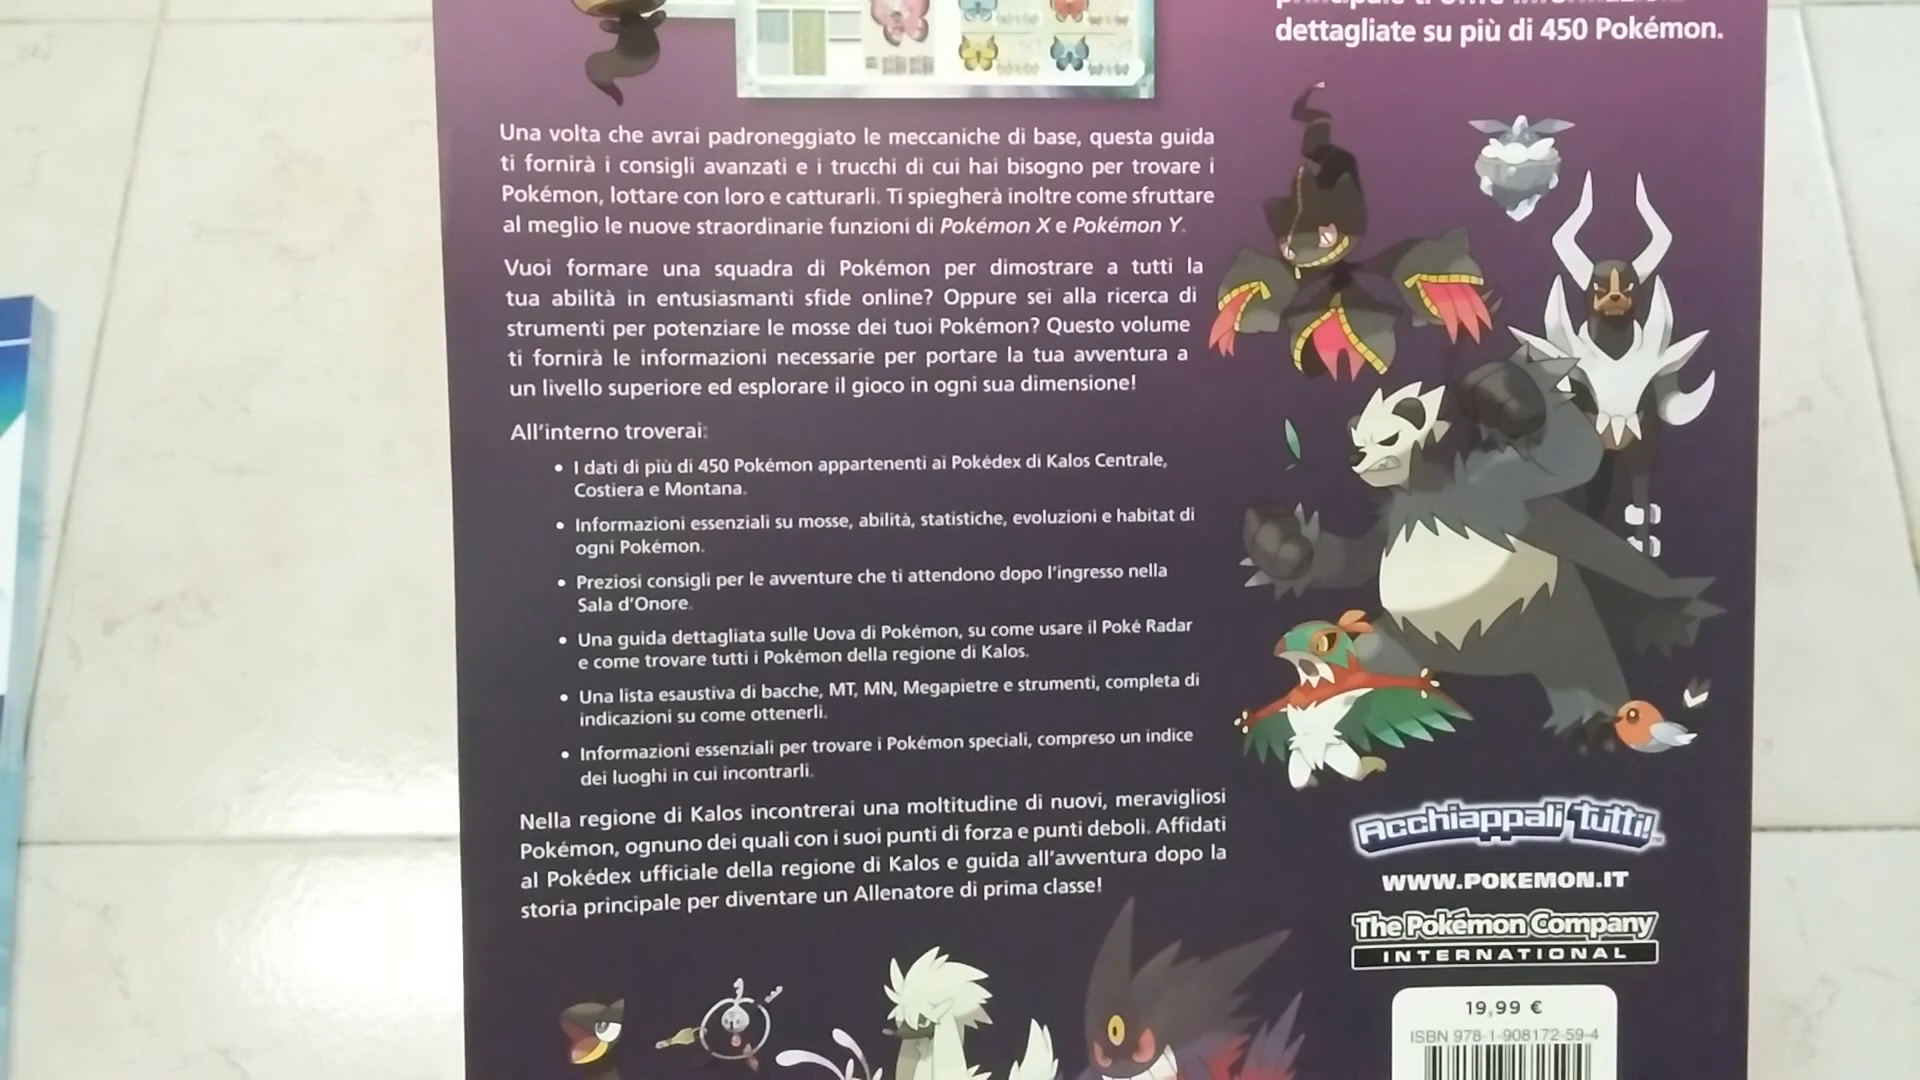 dettagliate su più di 450 Pokémon.
Una volta che avrai padroneggiato le meccaniche di base, questa guida
ti fornirà i consigli avanzati e i trucchi di cui hai bisogno per trovare i
Pokémon, lottare con loro e catturarli. Ti spiegherà inoltre come sfruttare
al meglio le nuove straordinarie funzioni di Pokémon X e Pokémon Y.
Vuoi formare una squadra di Pokémon per dimostrare a tutti la
tua abilità in entusiasmanti sfide online? Oppure sei alla ricerca di
strumenti per potenziare le mosse dei tuoi Pokémon? Questo volume
ti fornirà le informazioni necessarie per portare la tua avventura a
un livello superiore ed esplorare il gioco in ogni sua dimensione!
All'interno troverai:
• I dati di più di 450 Pokémon appartenenti ai Pokédex di Kalos Centrale,
Costiera e Montana.
• Informazioni essenziali su mosse, abilità, statistiche, evoluzioni e habitat di
ogni Pokémon.
• Preziosi consigli per le avventure che ti attendono dopo l'ingresso nella
Sala d'Onore.
• Una guida dettagliata sulle Uova di Pokémon, su come usare il Poké Radar
e come trovare tutti i Pokémon della regione di Kalos.
• Una lista esaustiva di bacche, MT, MN, Megapietre e strumenti, completa di
indicazioni su come ottenerli.
• Informazioni essenziali per trovare i Pokémon speciali, compreso un indice
dei luoghi in cui incontrarli.
Nella regione di Kalos incontrerai una moltitudine di nuovi, meravigliosi
Pokémon, ognuno dei quali con i suoi punti di forza e punti deboli. Affidati
al Pokédex ufficiale della regione di Kalos e guida all'avventura dopo la
storia principale per diventare un Allenatore di prima classe!
Acchiappali tutti!
WWW.POKEMON.IT
The Pokémon Company
INTERNATIONAL
19,99 €
ISBN 978-1-908172-59-4